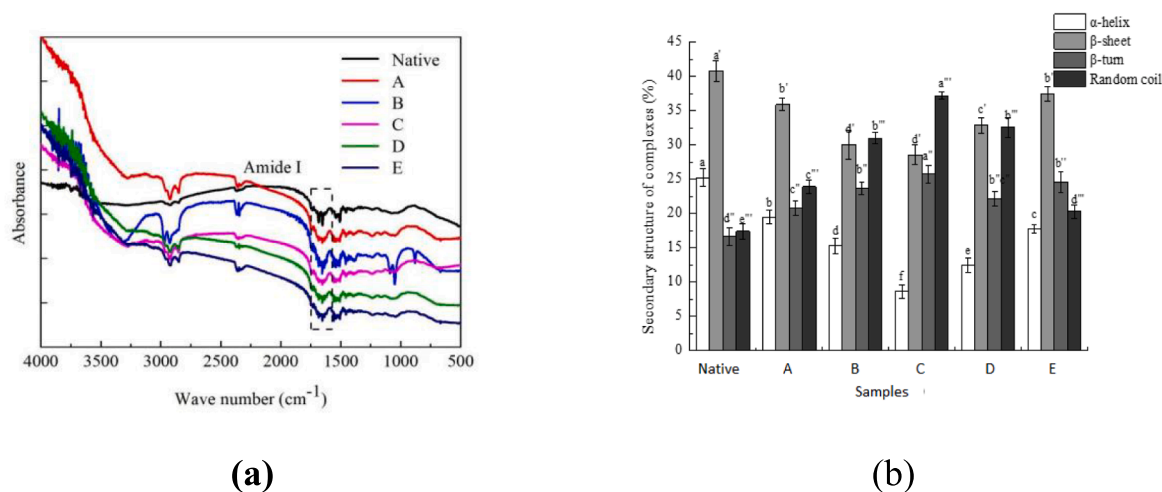 Native
A
B
C
D
E
Amide I
Absorbance
4000 3500 3000 2500 2000 1500 1000 500
Wave number (cm-1)
(a)
α-helix
β-sheet
β-turn
Random coil
Secondary structure of complexes (%)
45
40
35
30
25
20
15
10
5
0
a a' d'' e'''
b b' c'' c'''
d d' b'' b'''
f d' a'' a'''
e c' b'' b'''
c b' b'' d'''
Native A B C D E
Samples
(b)